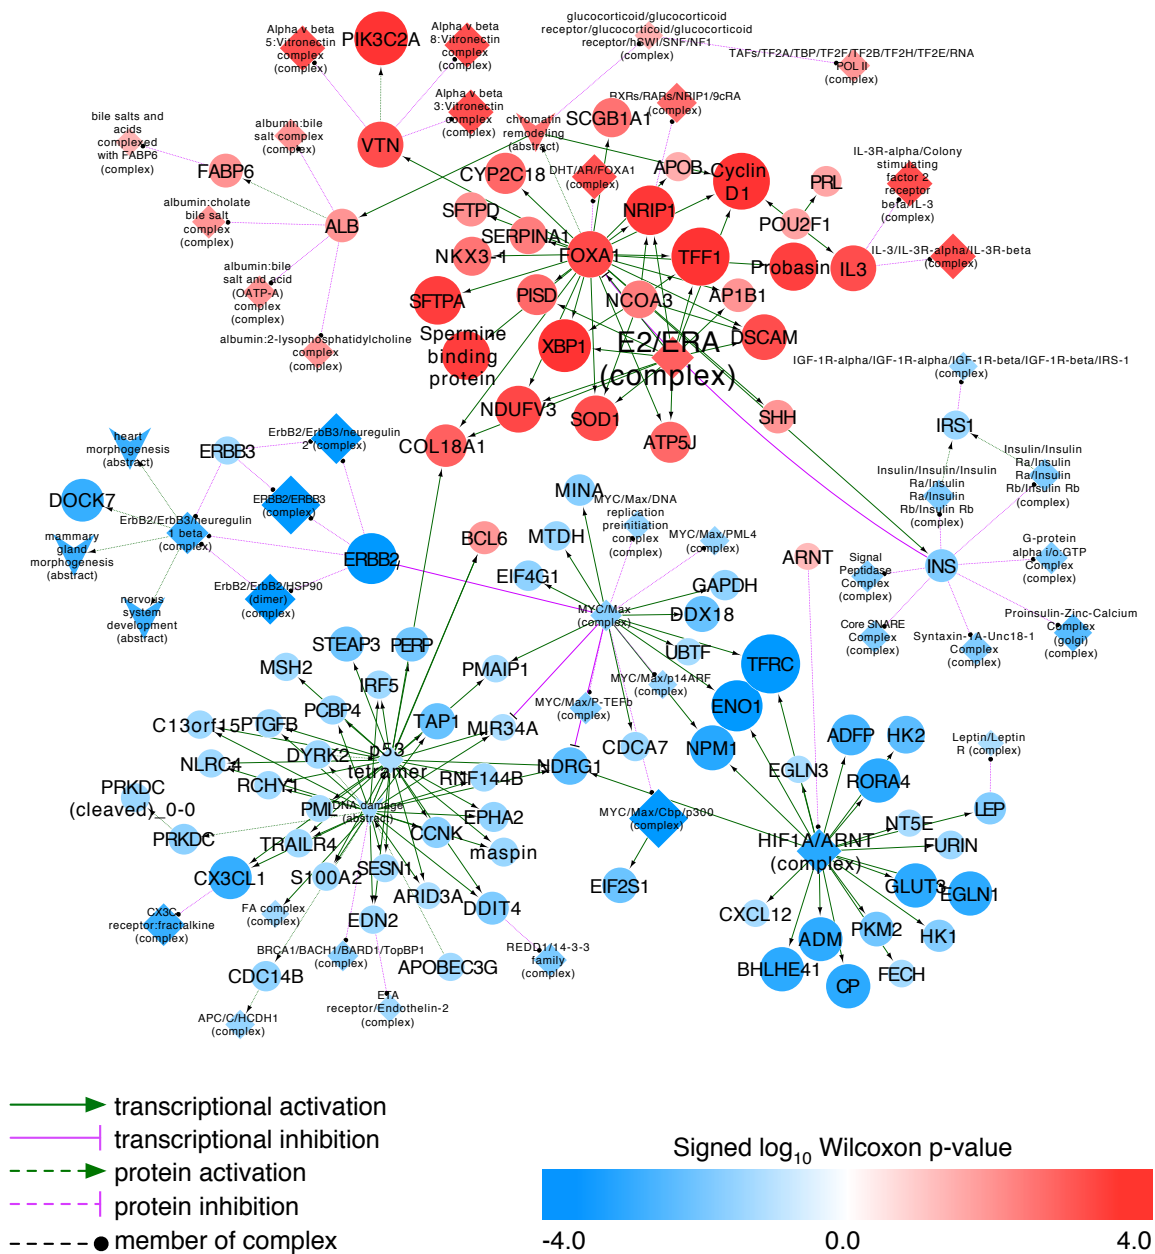 glucocorticoid/glucocorticoid
receptor/glucocorticoid/glucocorticoid
receptor/hSWI/SNF/NF1
(complex)
TAFs/TF2A/TBP/TF2F/TF2B/TF2H/TF2E/RNA
POL II
(complex)
Alpha v beta
5:Vitronectin
complex
(complex)
PIK3C2A
Alpha v beta
8:Vitronectin
complex
(complex)
Alpha v beta
3:Vitronectin
complex
(complex)
VTN
chromatin
remodeling
(abstract)
SCGB1A1
RXRs/RARs/NRIP1/9cRA
(complex)
bile salts and
acids
complexed
with FABP6
(complex)
albumin:bile
salt complex
(complex)
FABP6
albumin:cholate
bile salt
complex
(complex)
ALB
albumin:bile
salt and acid
(OATP-A)
complex
(complex)
albumin:2-lysophosphatidylcholine
complex
(complex)
CYP2C18
DHT/AR/FOXA1
(complex)
APOB
Cyclin
D1
PRL
IL-3R-alpha/Colony
stimulating
factor 2
receptor
beta/IL-3
(complex)
SFTPD
NRIP1
POU2F1
SERPINA1
NKX3-1
FOXA1
TFF1
Probasin
IL3
IL-3/IL-3R-alpha/IL-3R-beta
(complex)
SFTPA
PISD
NCOA3
AP1B1
Spermine
binding
protein
XBP1
E2/ERA
(complex)
DSCAM
IGF-1R-alpha/IGF-1R-alpha/IGF-1R-beta/IGF-1R-beta/IRS-1
(complex)
NDUFV3
SOD1
SHH
ATP5J
COL18A1
IRS1
Insulin/Insulin/Insulin
Ra/Insulin
Ra/Insulin
Rb/Insulin Rb
(complex)
Insulin/Insulin
Ra/Insulin
Ra/Insulin
Rb/Insulin Rb
(complex)
heart
morphogenesis
(abstract)
ERBB3
ErbB2/ErbB3/neuregulin
2 (complex)
DOCK7
ERBB2/ERBB3
(complex)
ErbB2/ErbB3/neuregulin
1 beta
(complex)
mammary
gland
morphogenesis
(abstract)
ERBB2
ErbB2/ErbB2/HSP90
(dimer)
(complex)
nervous
system
development
(abstract)
MINA
MYC/Max/DNA
replication
preinitiation
complex
(complex)
MTDH
BCL6
MYC/Max/PML4
(complex)
ARNT
EIF4G1
GAPDH
MYC/Max
(complex)
DDX18
Signal
Peptidase
Complex
(complex)
INS
G-protein
alpha i/o:GTP
Complex
(complex)
Core SNARE
Complex
(complex)
Syntaxin-1A-Unc18-1
Complex
(complex)
Proinsulin-Zinc-Calcium
Complex
(golgi)
(complex)
STEAP3
PERP
UBTF
TFRC
MSH2
PMAIP1
IRF5
MYC/Max/p14ARF
(complex)
MYC/Max/P-TEFb
(complex)
ENO1
PCBP4
C13orf15
PTGFB
TAP1
MIR34A
CDCA7
NPM1
ADFP
HK2
Leptin/Leptin
R (complex)
NLRC4
DYRK2
p53
tetramer
RNF144B
NDRG1
EGLN3
RORA4
RCHY1
PRKDC
(cleaved)_0-0
PML
DNA damage
(abstract)
EPHA2
MYC/Max/Cbp/p300
(complex)
NT5E
LEP
PRKDC
TRAILR4
CCNK
maspin
HIF1A/ARNT
(complex)
FURIN
CX3CL1
S100A2
SESN1
ARID3A
EIF2S1
GLUT3
EGLN1
CX3C
receptor:fractalkine
(complex)
FA complex
(complex)
EDN2
DDIT4
CXCL12
ADM
PKM2
HK1
BRCA1/BACH1/BARD1/TopBP1
(complex)
CDC14B
APOBEC3G
REDD1/14-3-3
family
(complex)
BHLHE41
CP
FECH
ETA
receptor/Endothelin-2
(complex)
APC/C/HCDH1
(complex)
transcriptional activation
transcriptional inhibition
protein activation
protein inhibition
member of complex
Signed log10 Wilcoxon p-value
-4.0
0.0
4.0